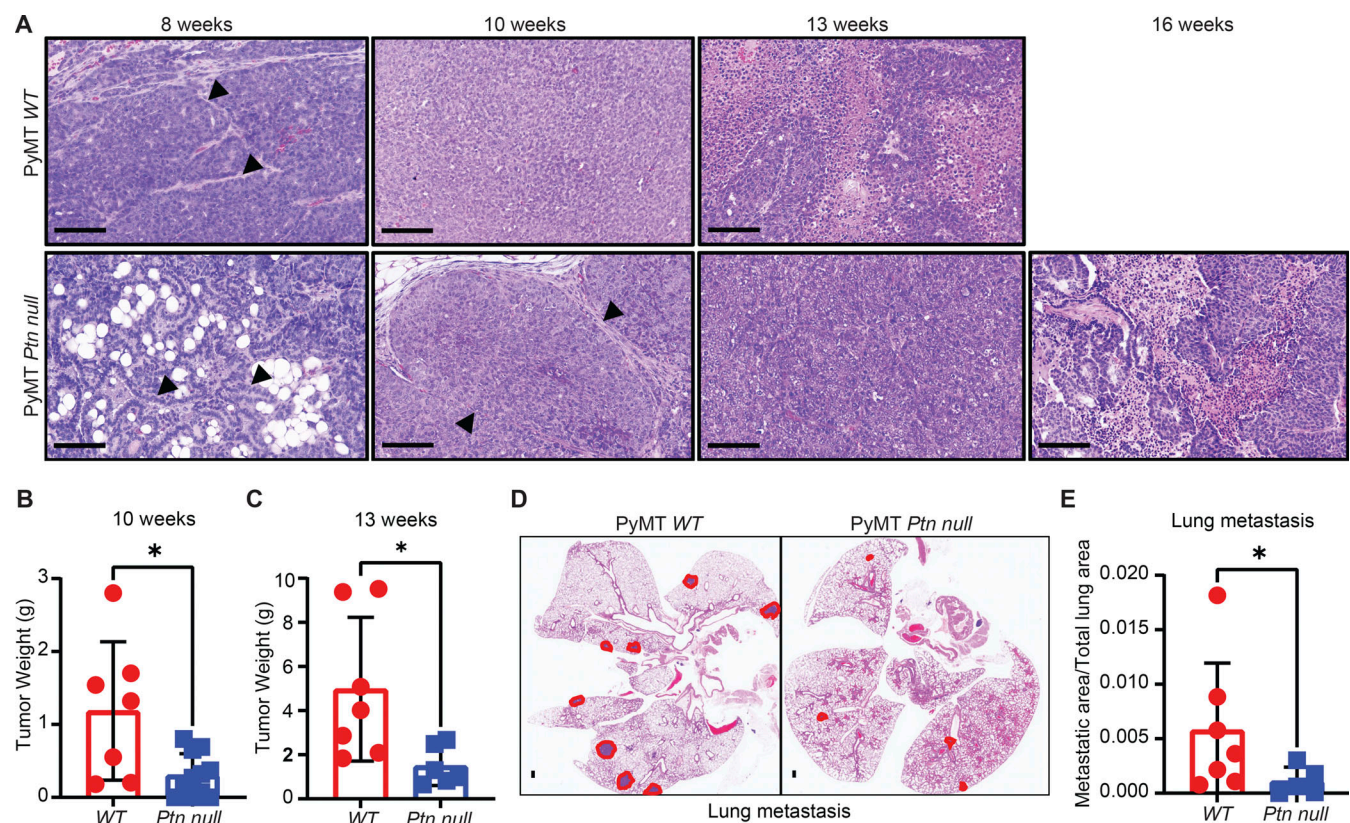 A
8 weeks
10 weeks
13 weeks
16 weeks
PyMT WT
PyMT Ptn null
B
10 weeks
*
Tumor Weight (g)
3
2
1
0
WT
Ptn null
C
13 weeks
*
Tumor Weight (g)
10
8
6
4
2
0
WT
Ptn null
D
PyMT WT
PyMT Ptn null
Lung metastasis
E
Lung metastasis
*
Metastatic area/Total lung area
0.020
0.015
0.010
0.005
0.000
WT
Ptn null